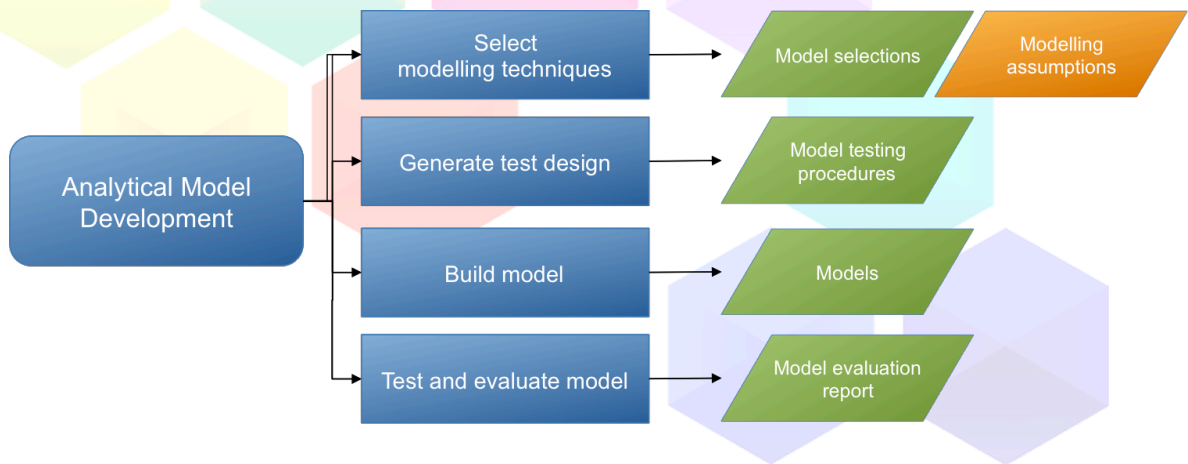 Select
modelling techniques
Model selections
Modelling
assumptions
Analytical Model
Development
Generate test design
Model testing
procedures
Build model
Models
Test and evaluate model
Model evaluation
report